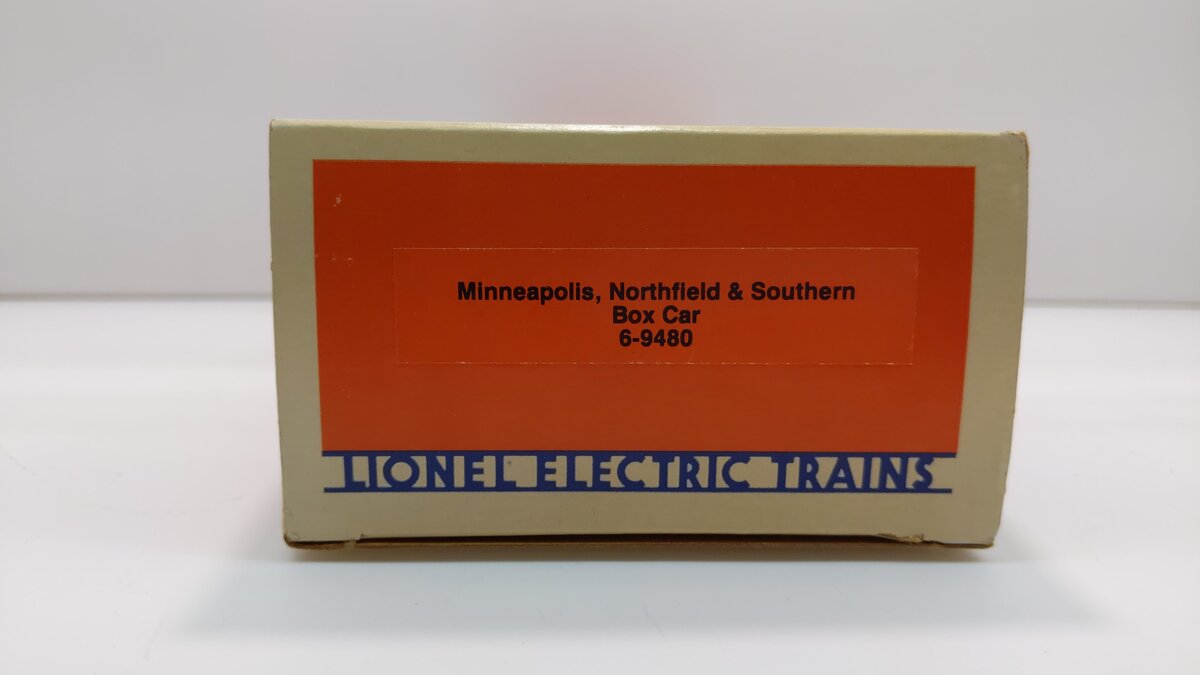 Minneapolis, Northfield & Southern
Box Car
6-9480
LIONEL ELECTRIC TRAINS